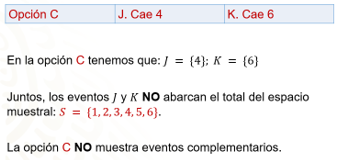 Opción C J. Cae 4 K. Cae 6
En la opción C tenemos que: J = {4}; K = {6}
Juntos, los eventos J y K NO abarcan el total del espacio
muestral: S = {1, 2, 3, 4, 5, 6}.
La opción C NO muestra eventos complementarios.